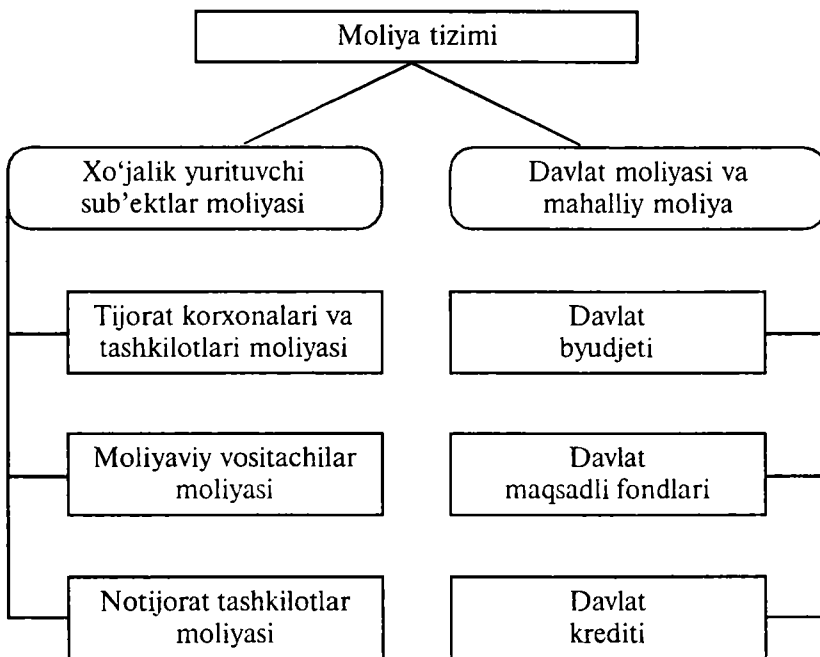 Moliya tizimi
Xo‘jalik yurituvchi
sub’ektlar moliyasi
Davlat moliyasi va
mahalliy moliya
Tijorat korxonalari va
tashkilotlari moliyasi
Davlat
byudjeti
Moliyaviy vositachilar
moliyasi
Davlat
maqsadli fondlari
Notijorat tashkilotlar
moliyasi
Davlat
krediti